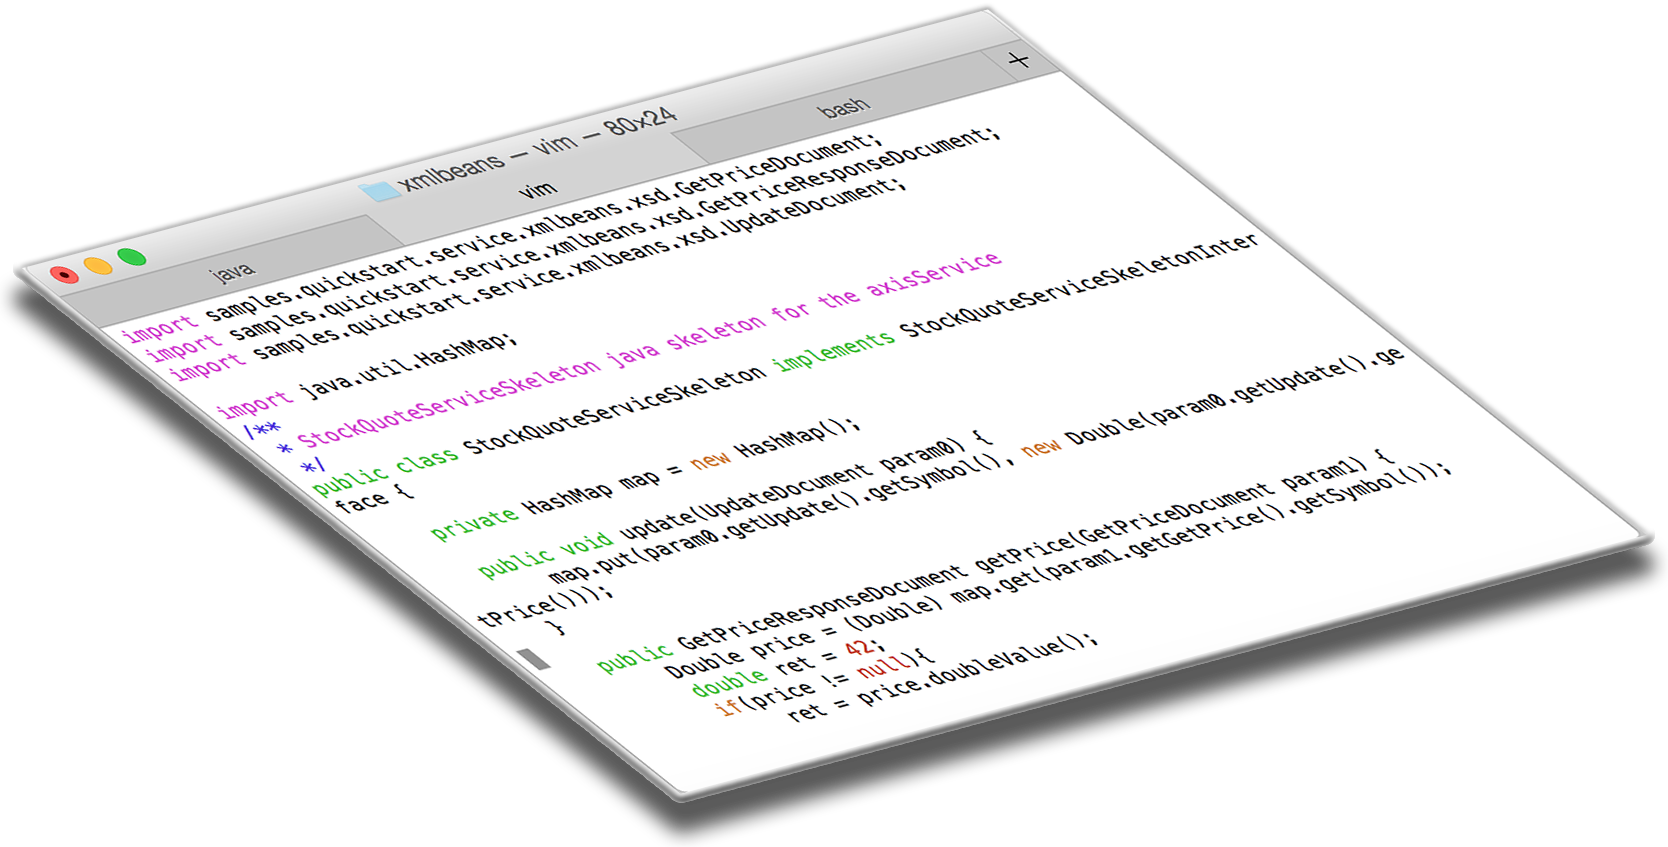 xmlbeans — vim — 80x24
java
vim
bash
+
import samples.quickstart.service.xmlbeans.xsd.GetPriceDocument;
import samples.quickstart.service.xmlbeans.xsd.GetPriceResponseDocument;
import samples.quickstart.service.xmlbeans.xsd.UpdateDocument;
import java.util.HashMap;
/**
* StockQuoteServiceSkeleton java skeleton for the axisService
*/
public class StockQuoteServiceSkeleton implements StockQuoteServiceSkeletonInter
face {
private HashMap map = new HashMap();
public void update(UpdateDocument param0) {
map.put(param0.getUpdate().getSymbol(), new Double(param0.getUpdate().ge
tPrice()));
}
public GetPriceResponseDocument getPrice(GetPriceDocument param1) {
Double price = (Double) map.get(param1.getGetPrice().getSymbol());
double ret = 42;
if(price != null){
ret = price.doubleValue();